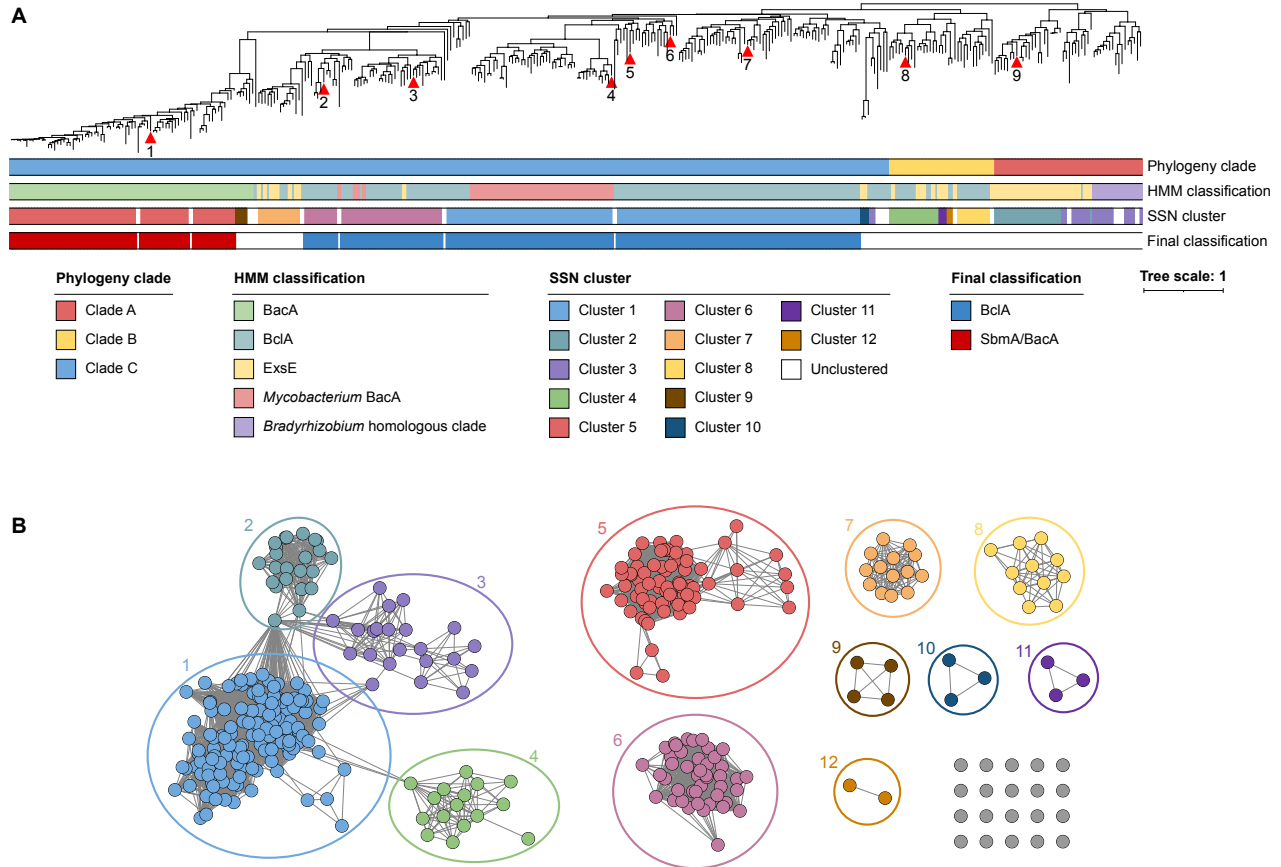 A
1
2
3
4
5
6
7
8
9
Phylogeny clade
HMM classification
SSN cluster
Final classification
Phylogeny clade
Clade A
Clade B
Clade C
HMM classification
BacA
BclA
ExsE
Mycobacterium BacA
Bradyrhizobium homologous clade
SSN cluster
Cluster 1
Cluster 2
Cluster 3
Cluster 4
Cluster 5
Cluster 6
Cluster 7
Cluster 8
Cluster 9
Cluster 10
Cluster 11
Cluster 12
Unclustered
Final classification
BclA
SbmA/BacA
Tree scale: 1
B
1
2
3
4
5
6
7
8
9
10
11
12